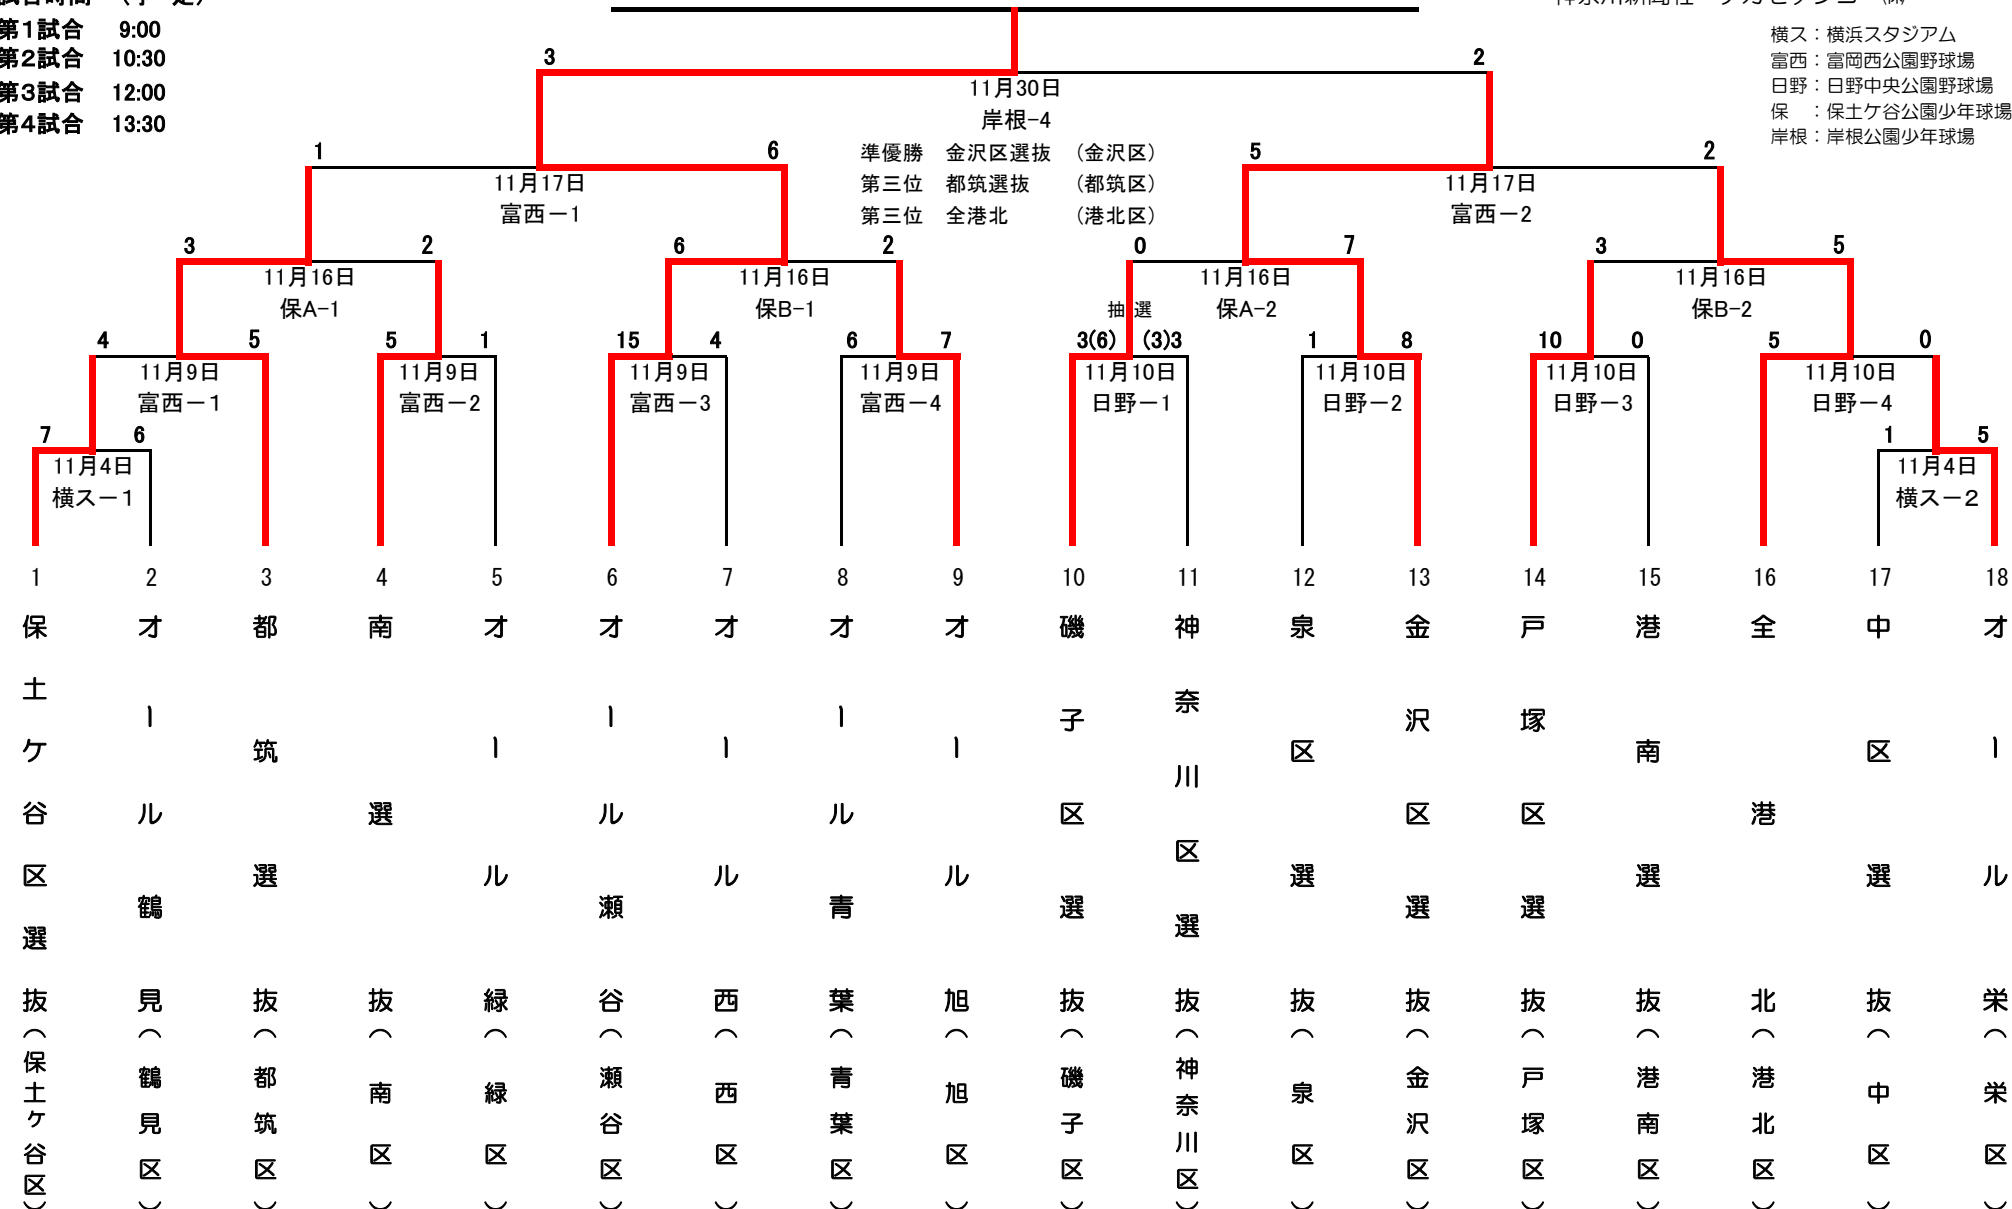 第1試合 9:00
第2試合 10:30
第3試合 12:00
第4試合 13:30
横ス：横浜スタジアム
富西：富岡西公園野球場
日野：日野中央公園野球場
保　：保土ケ谷公園少年球場
岸根：岸根公園少年球場
3 2
11月30日
岸根-4
準優勝 金沢区選抜 （金沢区）
第三位 都筑選抜 （都筑区）
第三位 全港北 （港北区）
1 6 5 2
11月17日 11月17日
富西－1 富西－2
3 2 6 2 0 7 3 5
11月16日 11月16日 11月16日 11月16日
保A-1 保B-1 保A-2 保B-2
抽選
4 5 5 1 15 4 6 7 3(6) (3)3 1 8 10 0 5 0
11月9日 11月9日 11月9日 11月9日 11月10日 11月10日 11月10日 11月10日
富西－1 富西－2 富西－3 富西－4 日野－1 日野－2 日野－3 日野－4
7 6 1 5
11月4日 11月4日
横ス－1 横ス－2
1 2 3 4 5 6 7 8 9 10 11 12 13 14 15 16 17 18
保土ケ谷区選抜（保土ケ谷区）
オール鶴見（鶴見区）
都筑選抜（都筑区）
南選抜（南区）
オール緑（緑区）
オール瀬谷（瀬谷区）
オール西（西区）
オール青葉（青葉区）
オール旭（旭区）
磯子区選抜（磯子区）
神奈川区選抜（神奈川区）
泉区選抜（泉区）
金沢区選抜（金沢区）
戸塚区選抜（戸塚区）
港南選抜（港南区）
全港北（港北区）
中区選抜（中区）
オール栄（栄区）